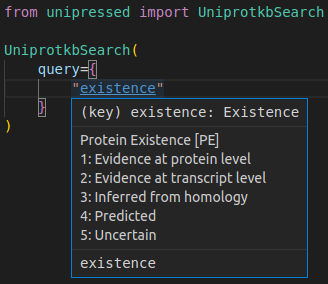 from unipressed import UniprotkbSearch
UniprotkbSearch(
query={
"existence"
}
)
(key) existence: Existence
Protein Existence [PE]
1: Evidence at protein level
2: Evidence at transcript level
3: Inferred from homology
4: Predicted
5: Uncertain
existence